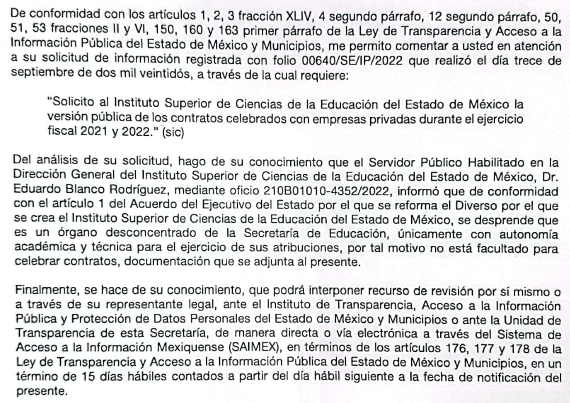 De conformidad con los artículos 1, 2, 3 fracción XLIV, 4 segundo párrafo, 12 segundo párrafo, 50,
51, 53 fracciones II y VI, 150, 160 y 163 primer párrafo de la Ley de Transparencia y Acceso a la
Información Pública del Estado de México y Municipios, me permito comentar a usted en atención
a su solicitud de información registrada con folio 00640/SE/IP/2022 que realizó el día trece de
septiembre de dos mil veintidós, a través de la cual requiere:
"Solicito al Instituto Superior de Ciencias de la Educación del Estado de México la
versión pública de los contratos celebrados con empresas privadas durante el ejercicio
fiscal 2021 y 2022." (sic)
Del análisis de su solicitud, hago de su conocimiento que el Servidor Público Habilitado en la
Dirección General del Instituto Superior de Ciencias de la Educación del Estado de México, Dr.
Eduardo Blanco Rodríguez, mediante oficio 210B01010-4352/2022, informó que de conformidad
con el artículo 1 del Acuerdo del Ejecutivo del Estado por el que se reforma el Diverso por el que
se crea el Instituto Superior de Ciencias de la Educación del Estado de México, se desprende que
es un órgano desconcentrado de la Secretaría de Educación, únicamente con autonomía
académica y técnica para el ejercicio de sus atribuciones, por tal motivo no está facultado para
celebrar contratos, documentación que se adjunta al presente.
Finalmente, se hace de su conocimiento, que podrá interponer recurso de revisión por sí mismo o
a través de su representante legal, ante el Instituto de Transparencia, Acceso a la Información
Pública y Protección de Datos Personales del Estado de México y Municipios o ante la Unidad de
Transparencia de esta Secretaría, de manera directa o vía electrónica a través del Sistema de
Acceso a la Información Mexiquense (SAIMEX), en términos de los artículos 176, 177 y 178 de la
Ley de Transparencia y Acceso a la Información Pública del Estado de México y Municipios, en un
término de 15 días hábiles contados a partir del día hábil siguiente a la fecha de notificación del
presente.